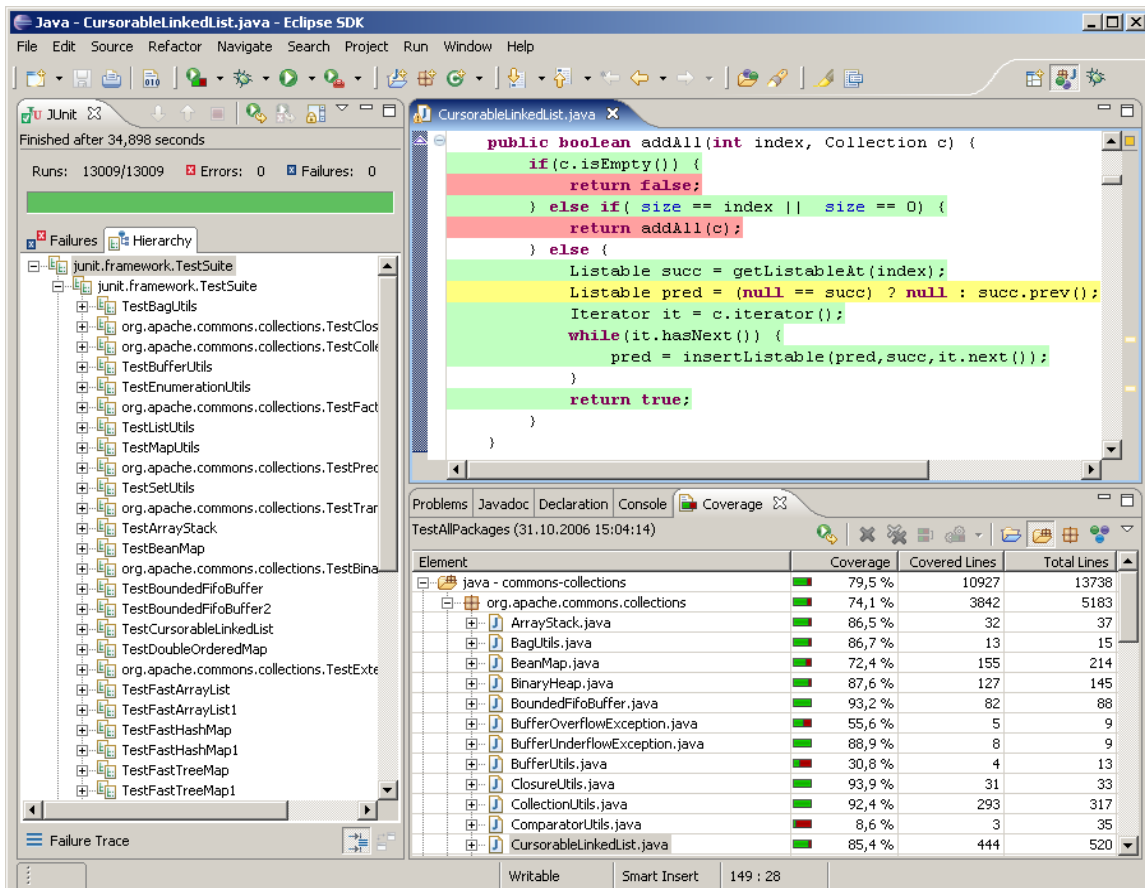 Java - CursorableLinkedList.java - Eclipse SDK
File Edit Source Refactor Navigate Search Project Run Window Help
JUnit
Finished after 34,898 seconds
Runs: 13009/13009 Errors: 0 Failures: 0
Failures Hierarchy
junit.framework.TestSuite
junit.framework.TestSuite
TestBagUtils
org.apache.commons.collections.TestClos
org.apache.commons.collections.TestColle
TestBufferUtils
TestEnumerationUtils
org.apache.commons.collections.TestFact
TestListUtils
TestMapUtils
org.apache.commons.collections.TestPred
TestSetUtils
org.apache.commons.collections.TestTran
TestArrayStack
TestBeanMap
org.apache.commons.collections.TestBina
TestBoundedFifoBuffer
TestBoundedFifoBuffer2
TestCursorableLinkedList
TestDoubleOrderedMap
org.apache.commons.collections.TestExte
TestFastArrayList
TestFastArrayList1
TestFastHashMap
TestFastHashMap1
TestFastTreeMap
TestFastTreeMap1
Failure Trace
CursorableLinkedList.java
public boolean addAll(int index, Collection c) {
if(c.isEmpty()) {
return false;
} else if( size == index || size == 0) {
return addAll(c);
} else {
Listable succ = getListableAt(index);
Listable pred = (null == succ) ? null : succ.prev();
Iterator it = c.iterator();
while(it.hasNext()) {
pred = insertListable(pred,succ,it.next());
}
return true;
}
}
Problems Javadoc Declaration Console Coverage
TestAllPackages (31.10.2006 15:04:14)
Element Coverage Covered Lines Total Lines
java - commons-collections 79,5 % 10927 13738
org.apache.commons.collections 74,1 % 3842 5183
ArrayStack.java 86,5 % 32 37
BagUtils.java 86,7 % 13 15
BeanMap.java 72,4 % 155 214
BinaryHeap.java 87,6 % 127 145
BoundedFifoBuffer.java 93,2 % 82 88
BufferOverflowException.java 55,6 % 5 9
BufferUnderflowException.java 88,9 % 8 9
BufferUtils.java 30,8 % 4 13
ClosureUtils.java 93,9 % 31 33
CollectionUtils.java 92,4 % 293 317
ComparatorUtils.java 8,6 % 3 35
CursorableLinkedList.java 85,4 % 444 520
Writable Smart Insert 149 : 28